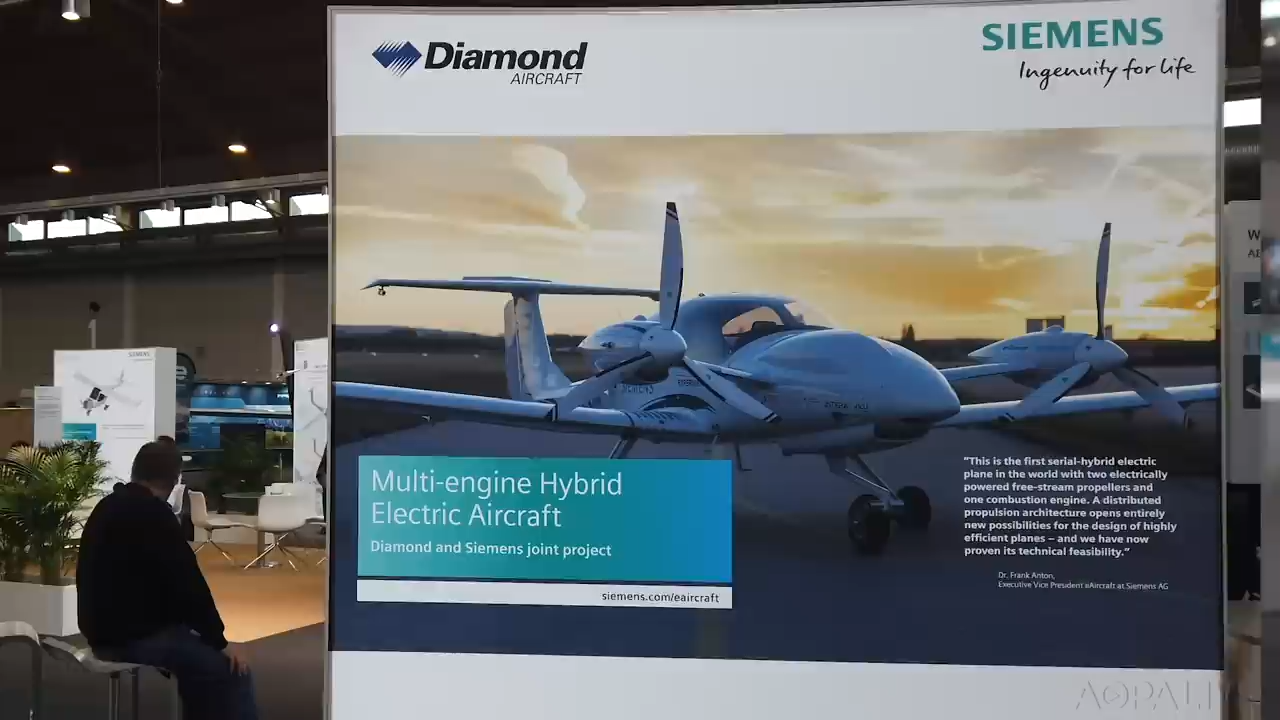 Diamond
AIRCRAFT
SIEMENS
Ingenuity for life
Multi-engine Hybrid
Electric Aircraft
Diamond and Siemens joint project
siemens.com/eaircraft
"This is the first serial-hybrid electric
plane in the world with two electrically
powered free-stream propellers and
one combustion engine. A distributed
propulsion architecture opens entirely
new possibilities for the design of highly
efficient planes – and we have now
proven its technical feasibility."
Dr. Frank Anton,
Executive Vice President eAircraft at Siemens AG
SIEMENS